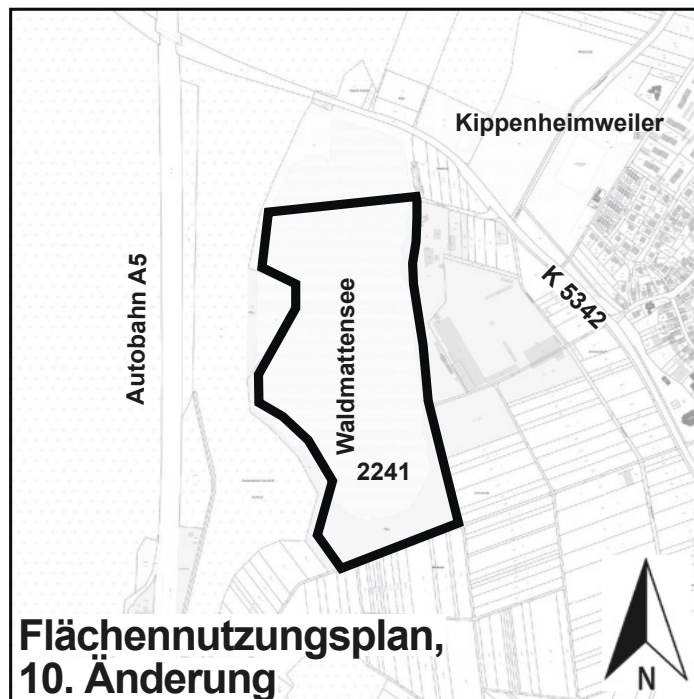 Kippenheimweiler
Autobahn A5
Waldmattensee
K 5342
2241
Flächennutzungsplan,
10. Änderung
N